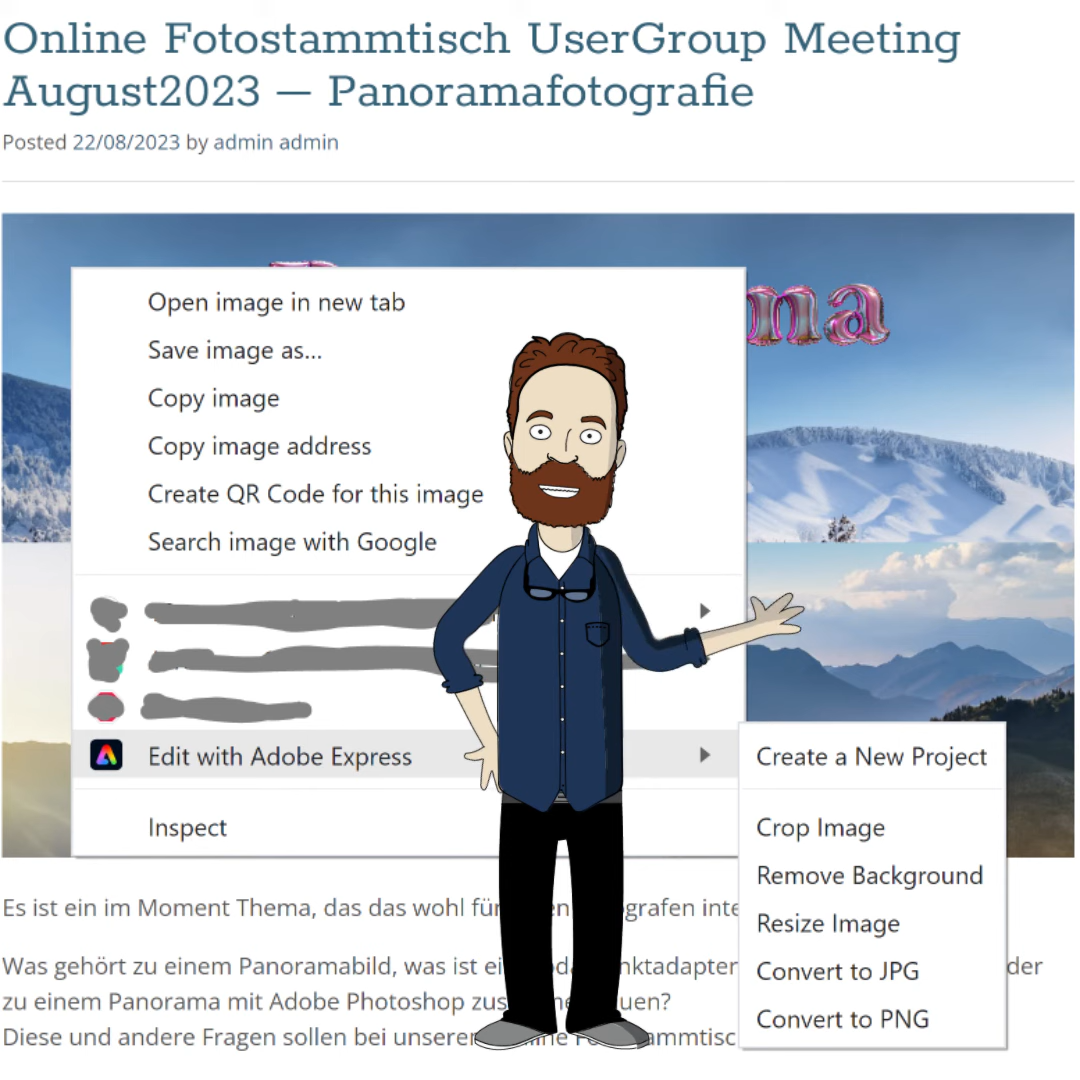 Online Fotostammtisch UserGroup Meeting
August2023 — Panoramafotografie
Posted 22/08/2023 by admin admin
ma
Open image in new tab
Save image as...
Copy image
Copy image address
Create QR Code for this image
Search image with Google
Edit with Adobe Express
Inspect
Create a New Project
Crop Image
Remove Background
Resize Image
Convert to JPG
Convert to PNG
Es ist ein im Moment Thema, das das wohl für
Was gehört zu einem Panoramabild, was ist der
zu einem Panorama mit Adobe Photoshop
Diese und andere Fragen sollen bei unseren